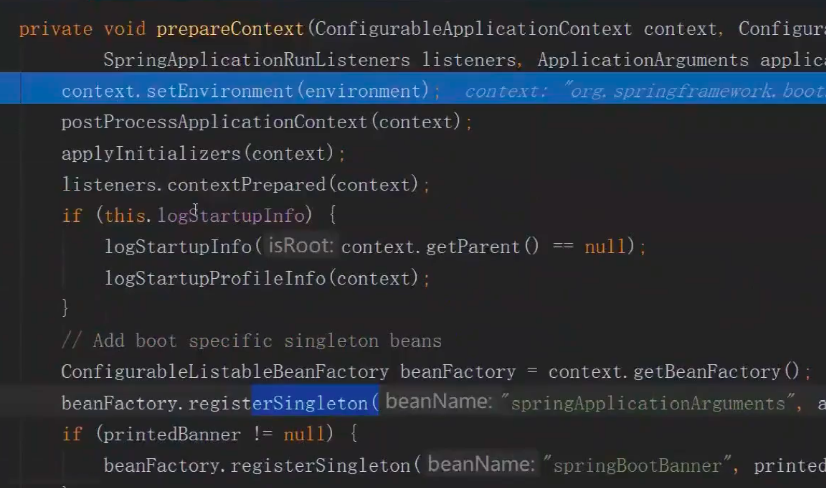 private void prepareContext(ConfigurableApplicationContext context, Configur
SpringApplicationRunListeners listeners, ApplicationArguments applic
context.setEnvironment(environment); context: "org.springframework.boot
postProcessApplicationContext(context);
applyInitializers(context);
listeners.contextPrepared(context);
if (this.logStartupInfo) {
logStartupInfo( isRoot: context.getParent() == null);
logStartupProfileInfo(context);
}
// Add boot specific singleton beans
ConfigurableListableBeanFactory beanFactory = context.getBeanFactory();
beanFactory.registerSingleton( beanName: "springApplicationArguments", a
if (printedBanner != null) {
beanFactory.registerSingleton( beanName: "springBootBanner", printed